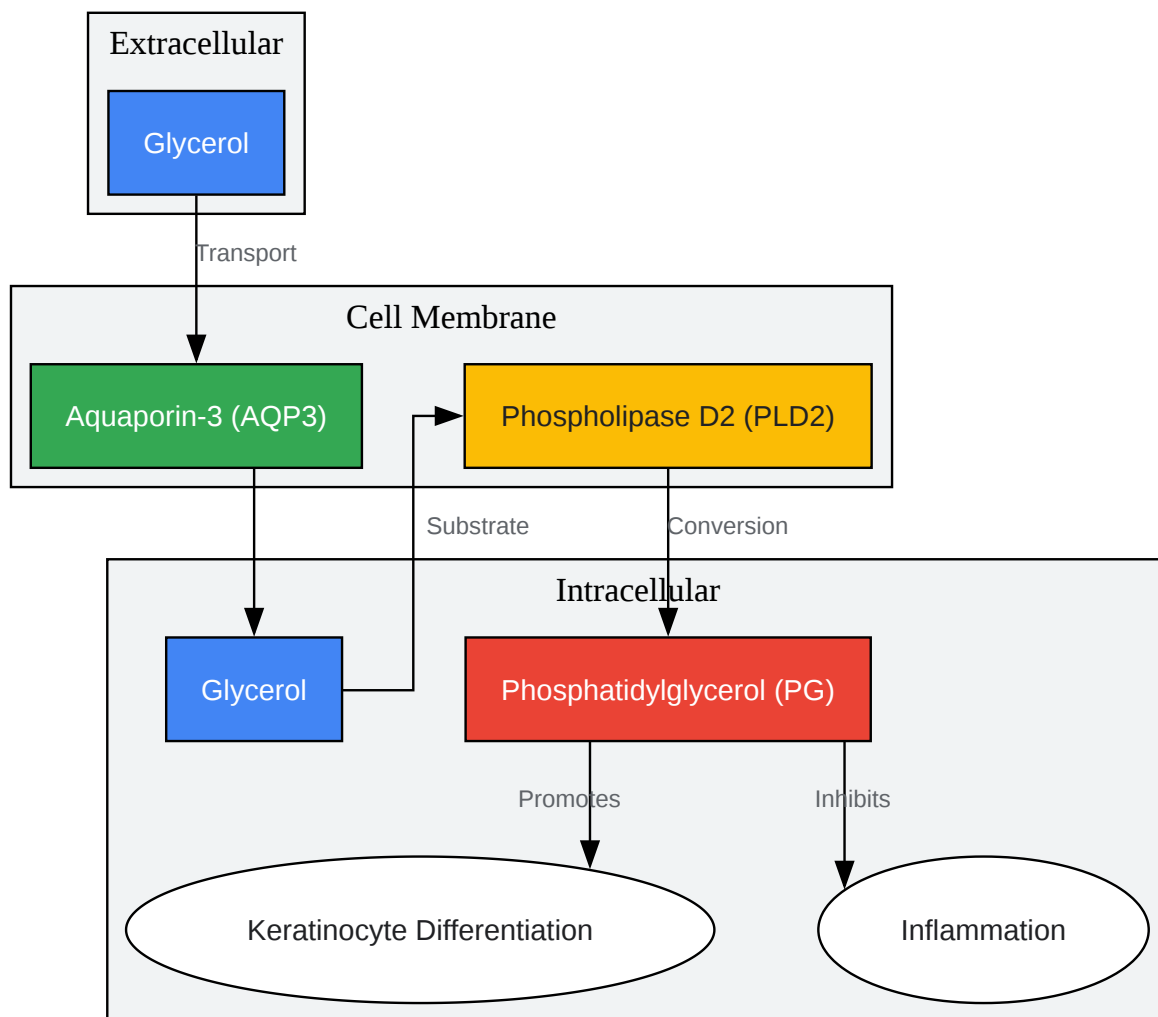 Extracellular
Glycerol
Transport
Cell Membrane
Aquaporin-3 (AQP3)
Phospholipase D2 (PLD2)
Substrate
Conversion
Intracellular
Glycerol
Phosphatidylglycerol (PG)
Promotes
Inhibits
Keratinocyte Differentiation
Inflammation